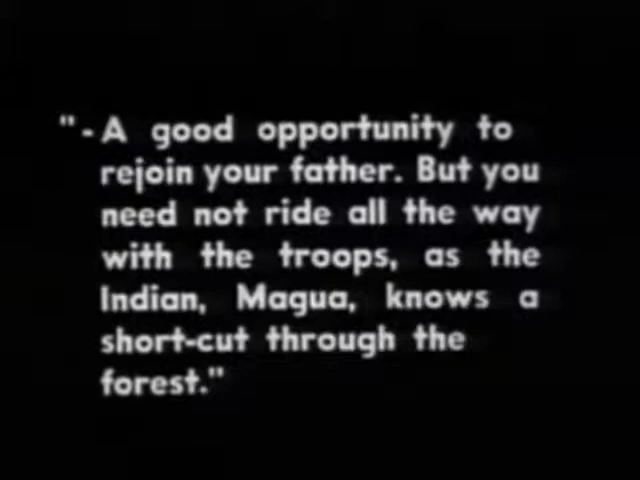 "-A good opportunity to
rejoin your father. But you
need not ride all the way
with the troops, as the
Indian, Magua, knows a
short-cut through the
forest."